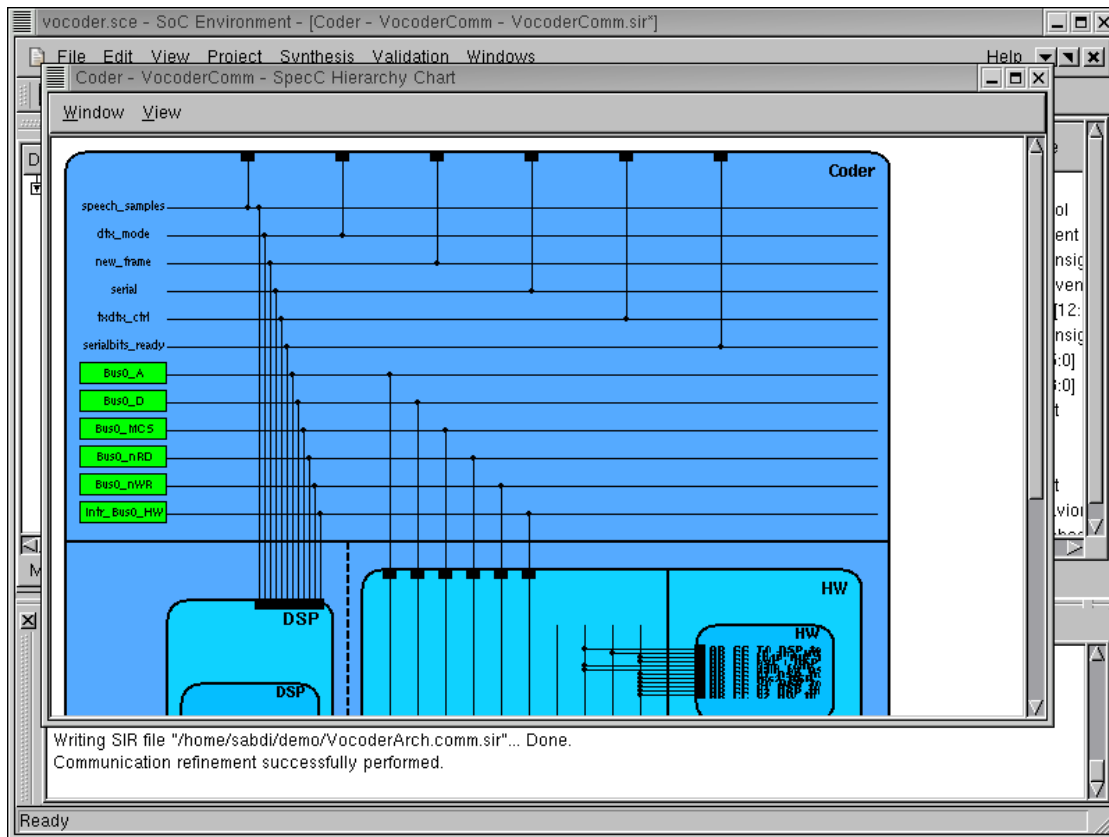 vocoder.sce - SoC Environment - [Coder - VocoderComm - VocoderComm.sir*]
File Edit View Project Synthesis Validation Windows Help
Coder - VocoderComm - SpecC Hierarchy Chart
Window View
Coder
speech_samples
dtx_mode
new_frame
serial
txdtx_ctrl
serialbits_ready
Bus0_A
Bus0_D
Bus0_MCS
Bus0_nRD
Bus0_nWR
Intr_Bus0_HW
DSP
HW
HW
DSP
Writing SIR file "/home/sabdi/demo/VocoderArch.comm.sir"... Done.
Communication refinement successfully performed.
Ready